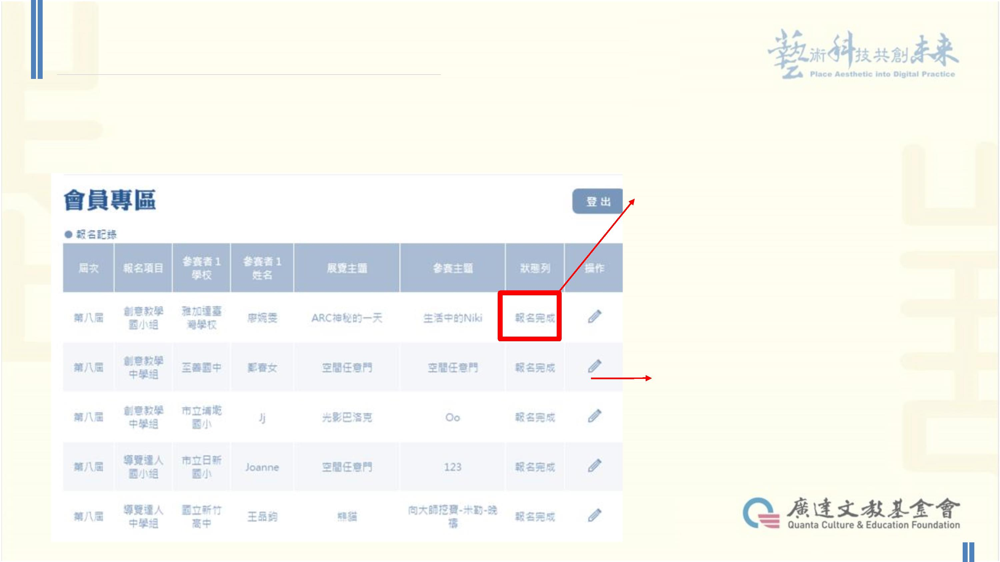 藝術科技共創未来
Place Aesthetic into Digital Practice
會員專區
登出
報名記錄
屆次 報名項目 參賽者1 學校 參賽者1 姓名 展覽主題 參賽主題 狀態列 操作
第八屆 創意教學 國小組 雅加達臺 灣學校 廖婉雯 ARC神秘的一天 生活中的Niki 報名完成
第八屆 創意教學 中學組 至善國中 鄭春女 空間任意門 空間任意門 報名完成
第八屆 創意教學 中學組 市立埔墘 國小 Jj 光影巴洛克 Oo 報名完成
第八屆 導覽達人 國小組 市立日新 國小 Joanne 空間任意門 123 報名完成
第八屆 導覽達人 中學組 國立新竹 高中 王品鈞 熊貓 向大師挖寶-米勒-晚 禱 報名完成
廣達文教基金會
Quanta Culture & Education Foundation